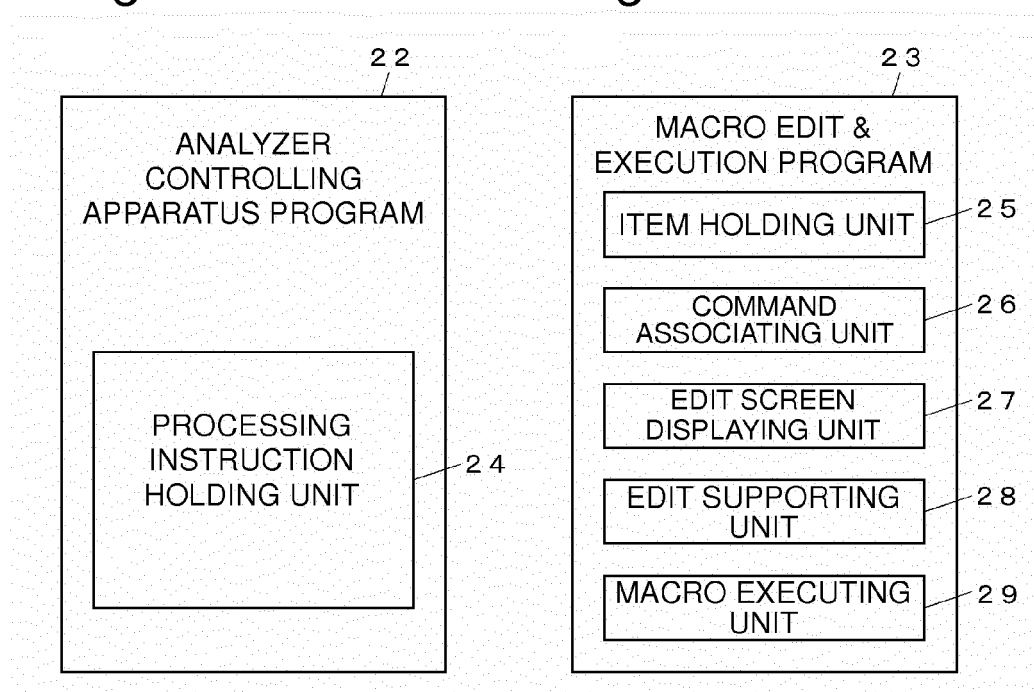 22
ANALYZER
CONTROLLING
APPARATUS PROGRAM
PROCESSING
INSTRUCTION
HOLDING UNIT
24
23
MACRO EDIT &
EXECUTION PROGRAM
ITEM HOLDING UNIT
25
COMMAND
ASSOCIATING UNIT
26
EDIT SCREEN
DISPLAYING UNIT
27
EDIT SUPPORTING
UNIT
28
MACRO EXECUTING
UNIT
29